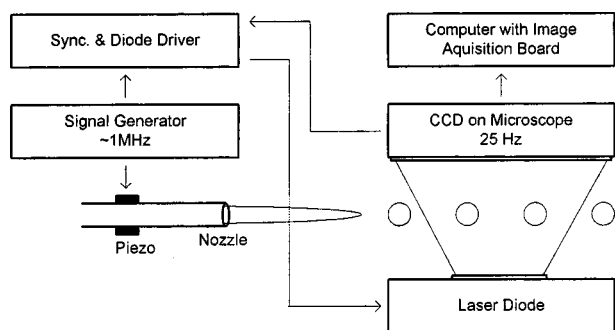 Sync. & Diode Driver
Computer with Image
Aquisition Board
Signal Generator
~1MHz
CCD on Microscope
25 Hz
Piezo
Nozzle
Laser Diode